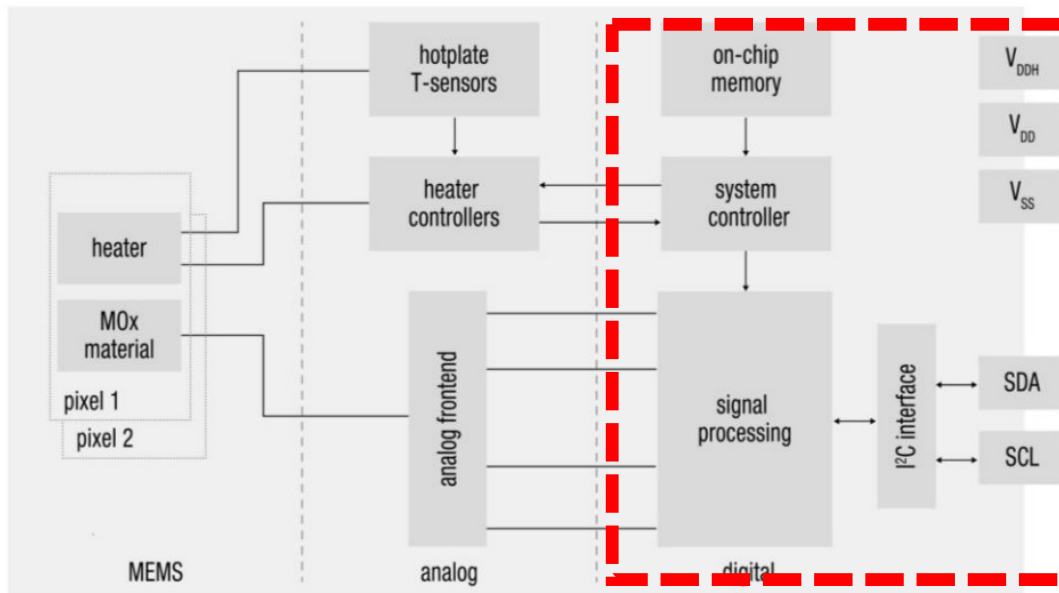 hotplate
T-sensors
on-chip
memory
V_DDH
V_DD
V_SS
heater
controllers
system
controller
heater
MOx
material
pixel 1
pixel 2
analog frontend
signal
processing
I²C interface
SDA
SCL
MEMS
analog
digital